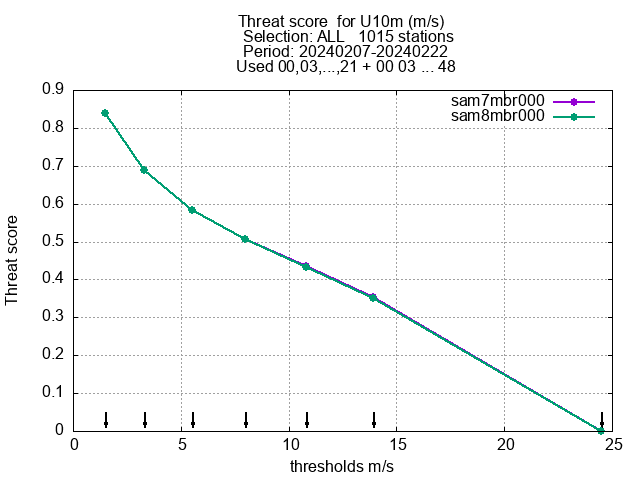 Threat score  for U10m (m/s)
Selection: ALL   1015 stations
Period: 20240207-20240222
Used 00,03,...,21 + 00 03 ... 48
sam7mbr000
sam8mbr000
0.9
0.8
0.7
0.6
0.5
0.4
0.3
0.2
0.1
0
Threat score
0 5 10 15 20 25
thresholds m/s